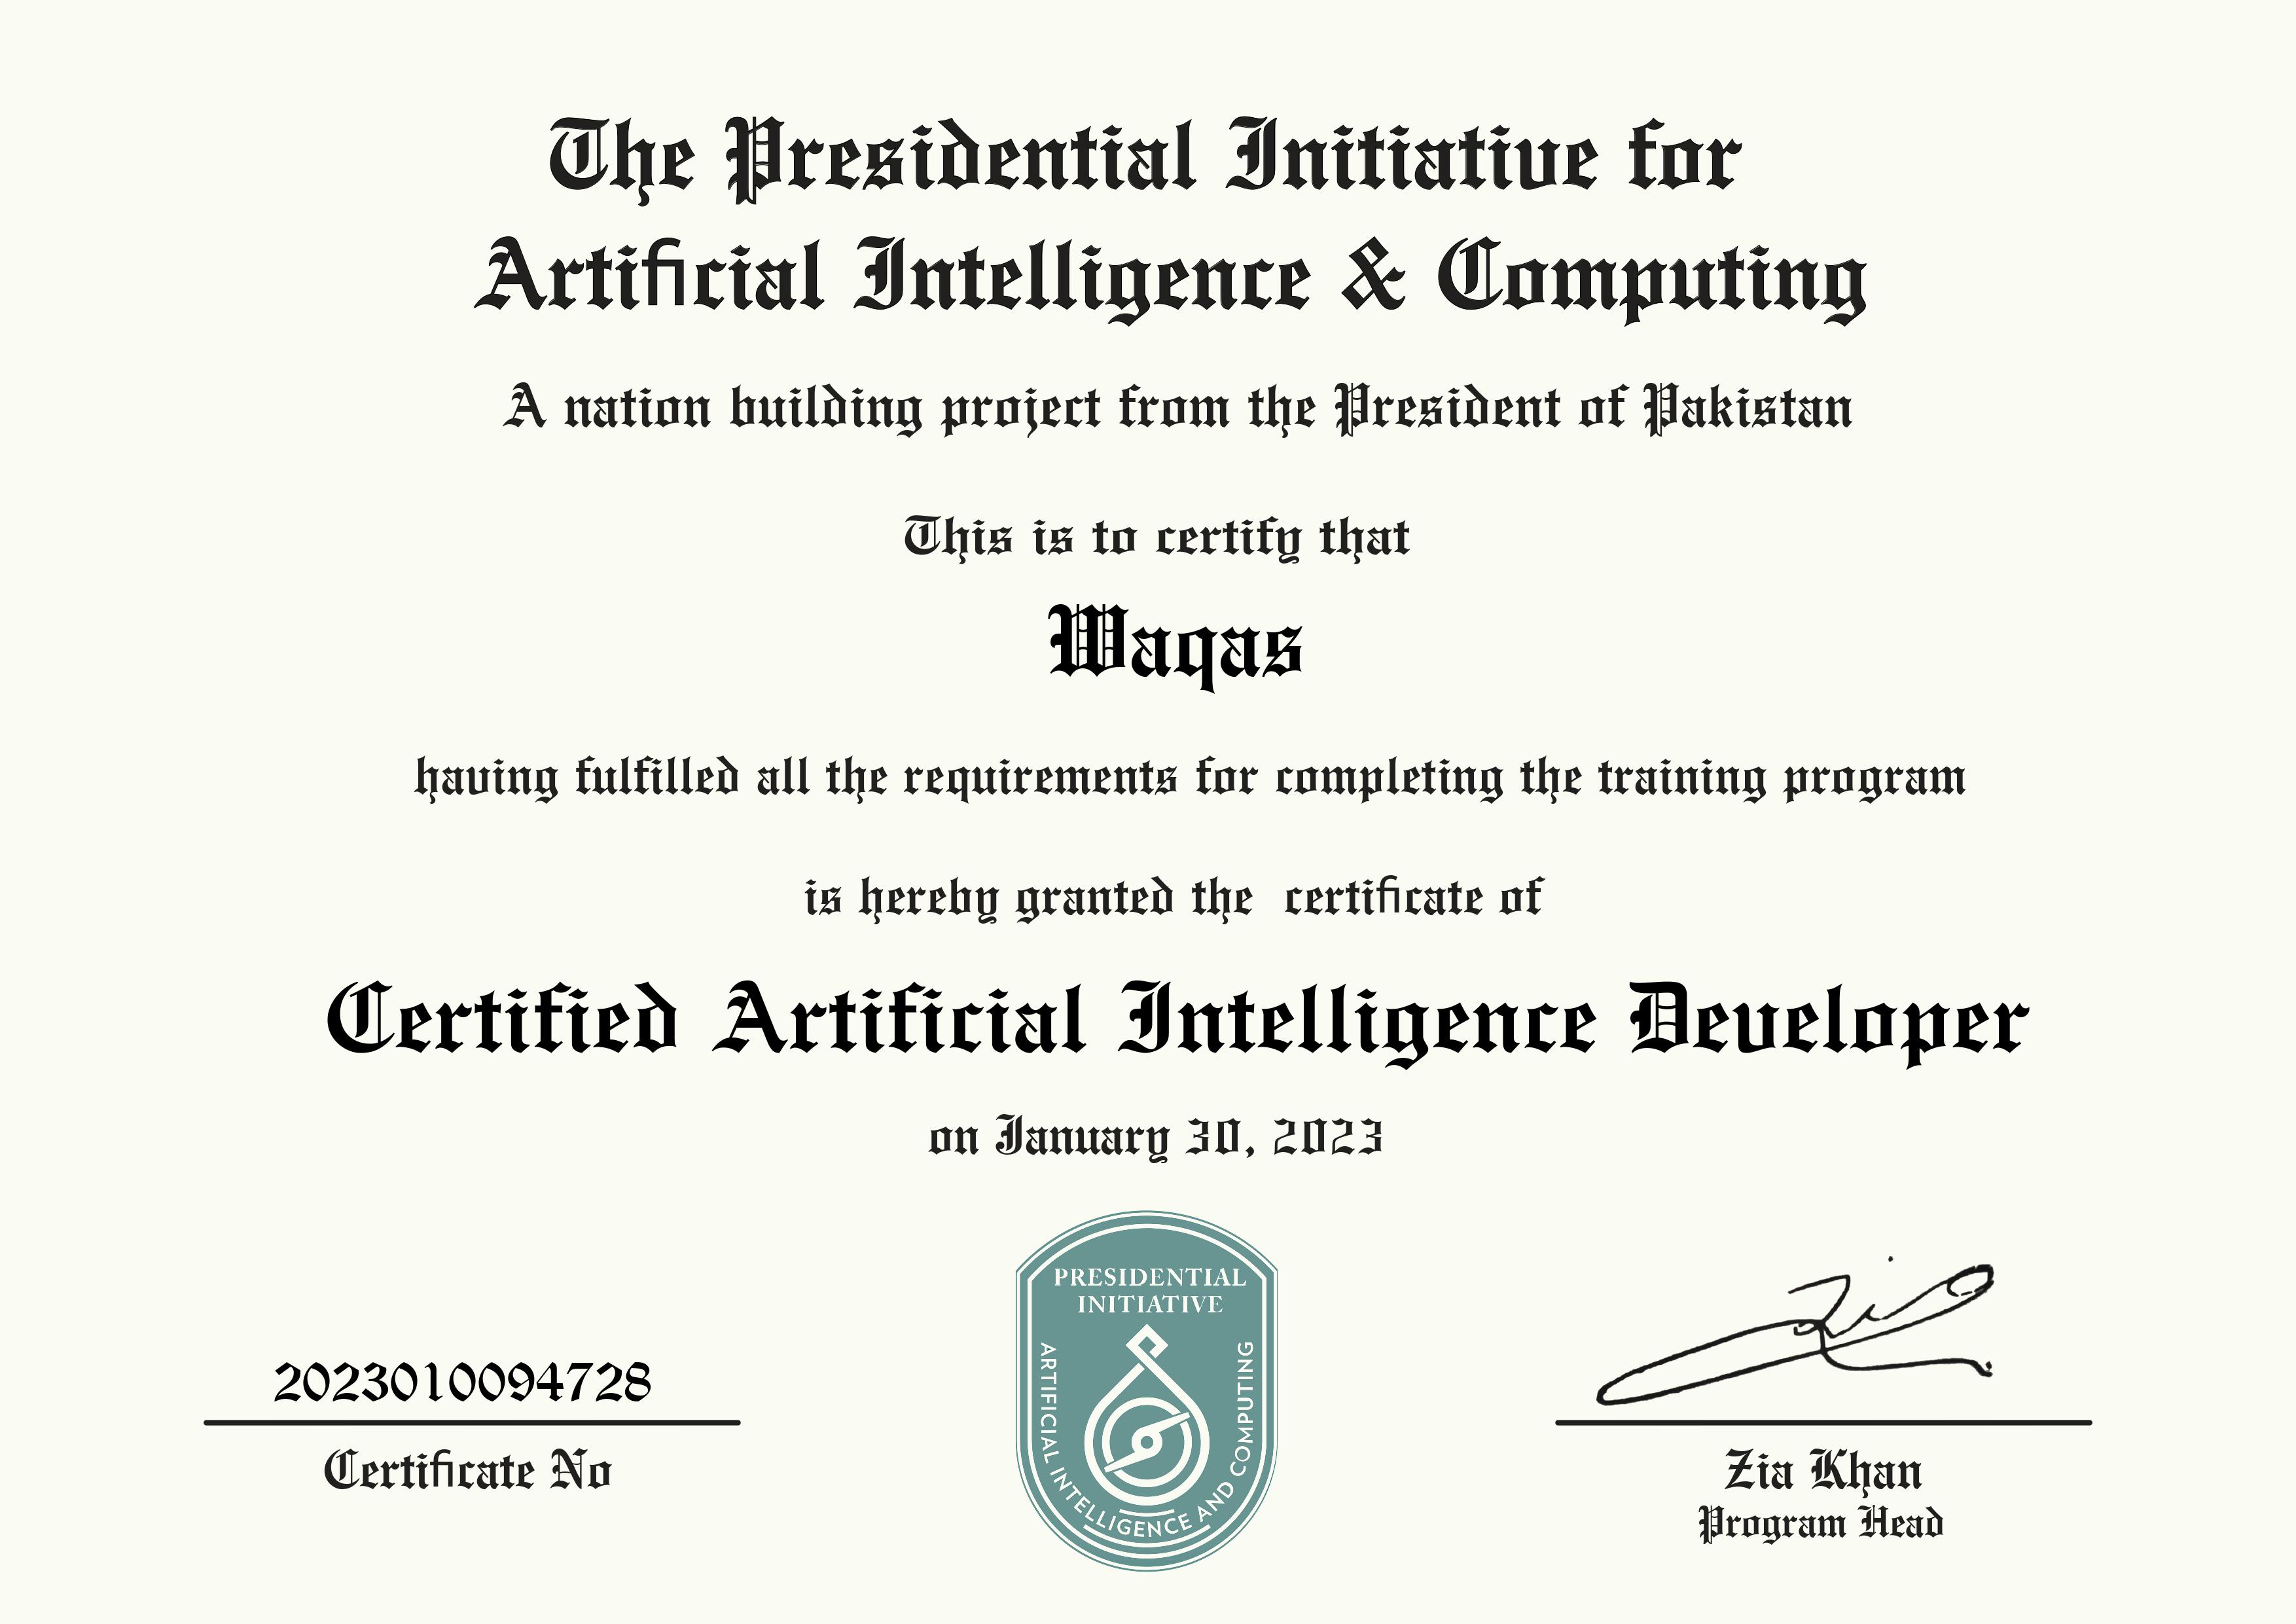 The Presidential Initiative for
Artificial Intelligence & Computing
A nation building project from the President of Pakistan
This is to certify that
Waqas
having fulfilled all the requirements for completing the training program
is hereby granted the certificate of
Certified Artificial Intelligence Developer
on January 30, 2023
PRESIDENTIAL
INITIATIVE
ARTIFICIAL INTELLIGENCE AND COMPUTING
2023010094728
Certificate No
Zia
Zia Khan
Program Head